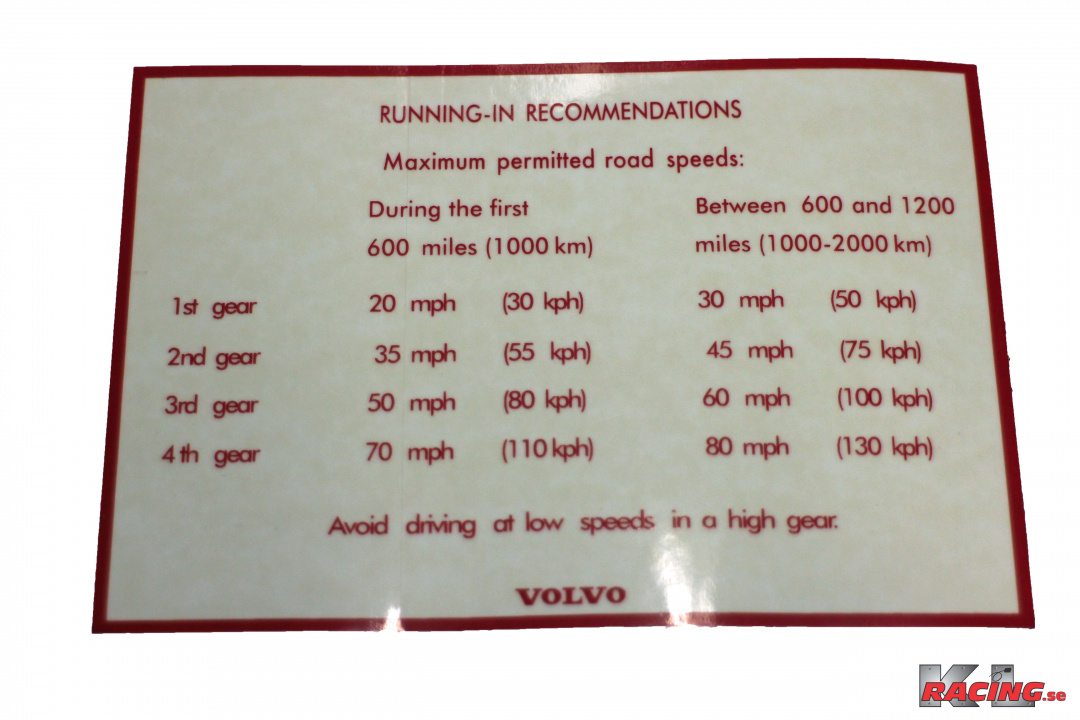 RUNNING-IN RECOMMENDATIONS
Maximum permitted road speeds:
During the first Between 600 and 1200
600 miles (1000 km) miles (1000-2000 km)
1st gear 20 mph (30 kph) 30 mph (50 kph)
2nd gear 35 mph (55 kph) 45 mph (75 kph)
3rd gear 50 mph (80 kph) 60 mph (100 kph)
4th gear 70 mph (110 kph) 80 mph (130 kph)
Avoid driving at low speeds in a high gear.
VOLVO
KL
RACING.se